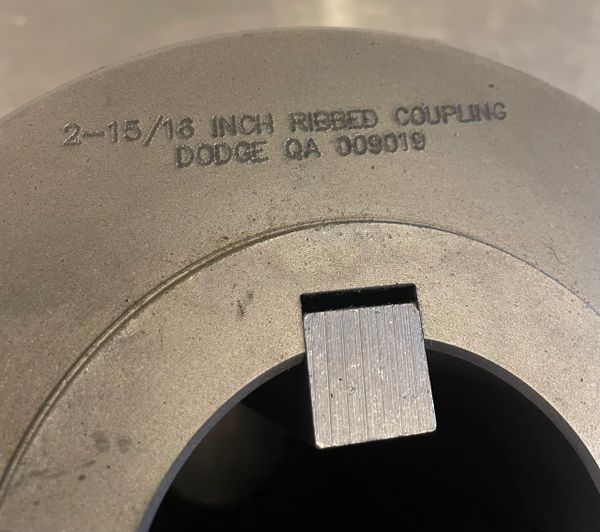 2-15/16 INCH RIBBED COUPLING
DODGE QA 009019